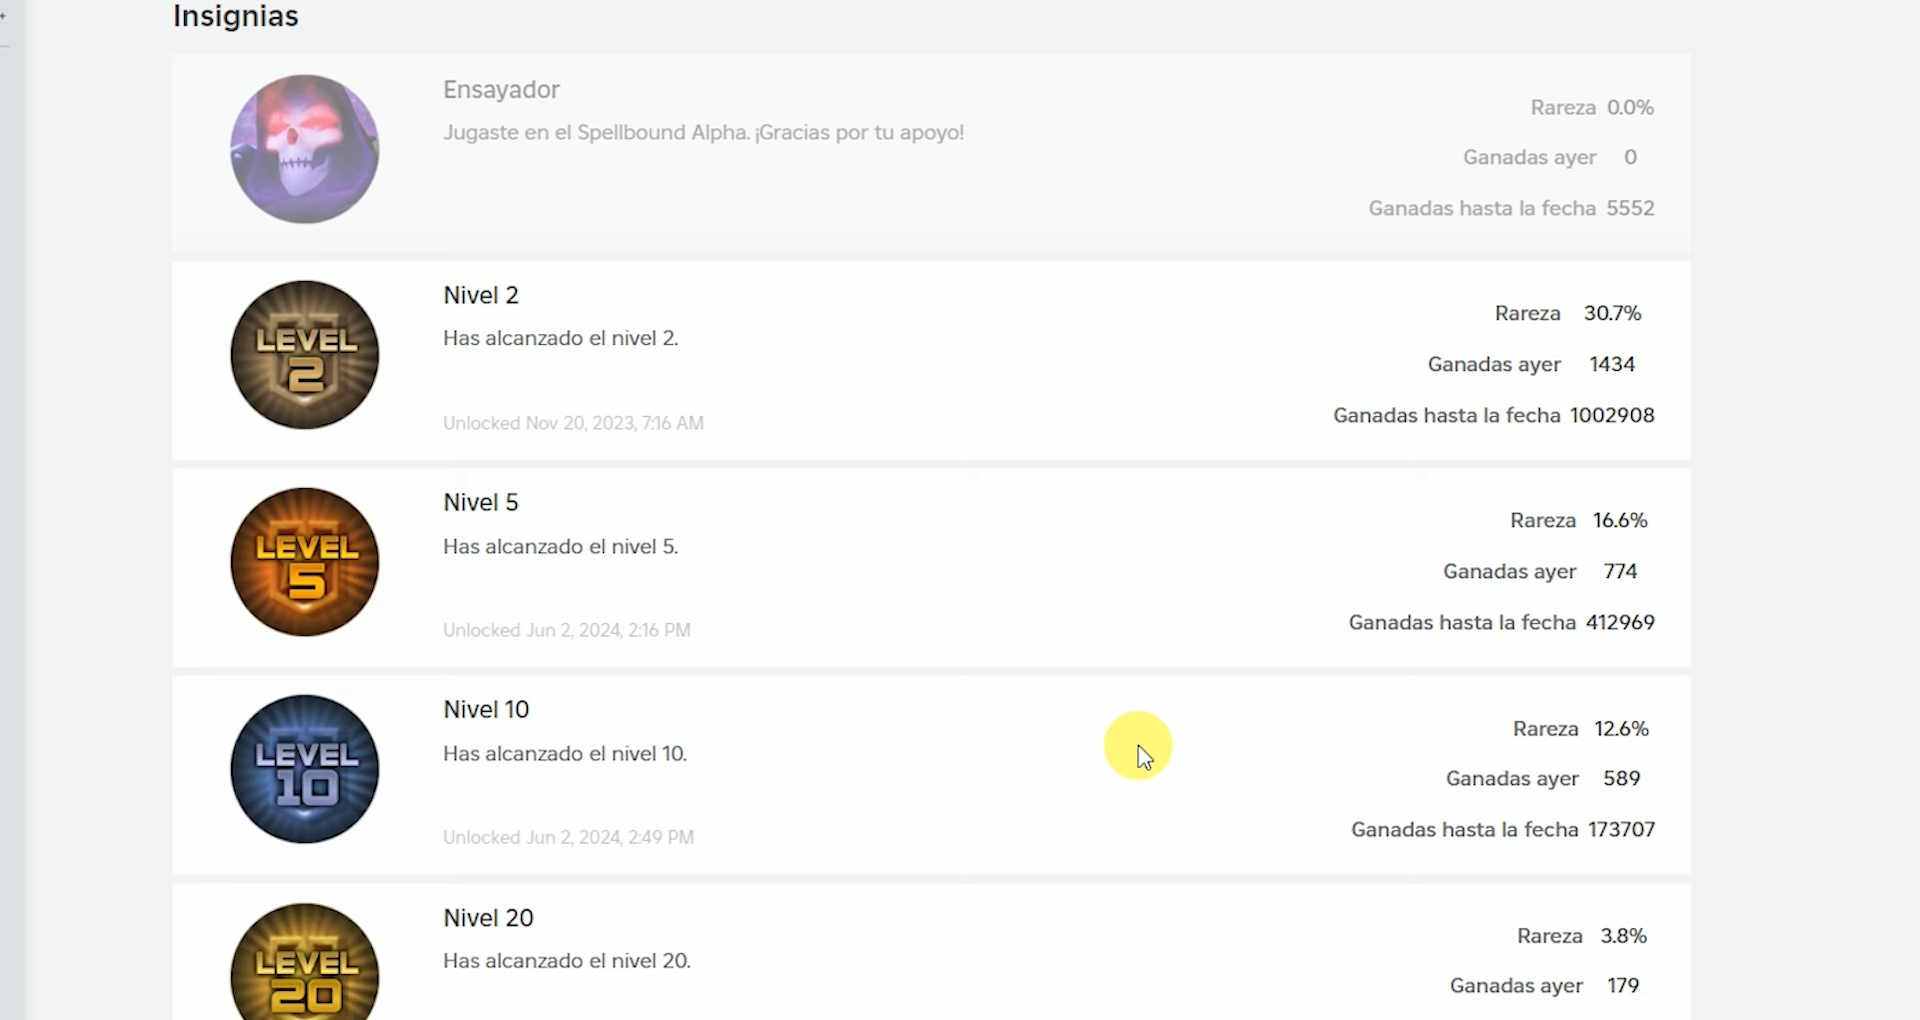 Insignias
Ensayador
Jugaste en el Spellbound Alpha. ¡Gracias por tu apoyo!
Rareza 0.0%
Ganadas ayer 0
Ganadas hasta la fecha 5552
LEVEL
2
Nivel 2
Has alcanzado el nivel 2.
Unlocked Nov 20, 2023, 7:16 AM
Rareza 30.7%
Ganadas ayer 1434
Ganadas hasta la fecha 1002908
LEVEL
5
Nivel 5
Has alcanzado el nivel 5.
Unlocked Jun 2, 2024, 2:16 PM
Rareza 16.6%
Ganadas ayer 774
Ganadas hasta la fecha 412969
LEVEL
10
Nivel 10
Has alcanzado el nivel 10.
Unlocked Jun 2, 2024, 2:49 PM
Rareza 12.6%
Ganadas ayer 589
Ganadas hasta la fecha 173707
LEVEL
20
Nivel 20
Has alcanzado el nivel 20.
Rareza 3.8%
Ganadas ayer 179